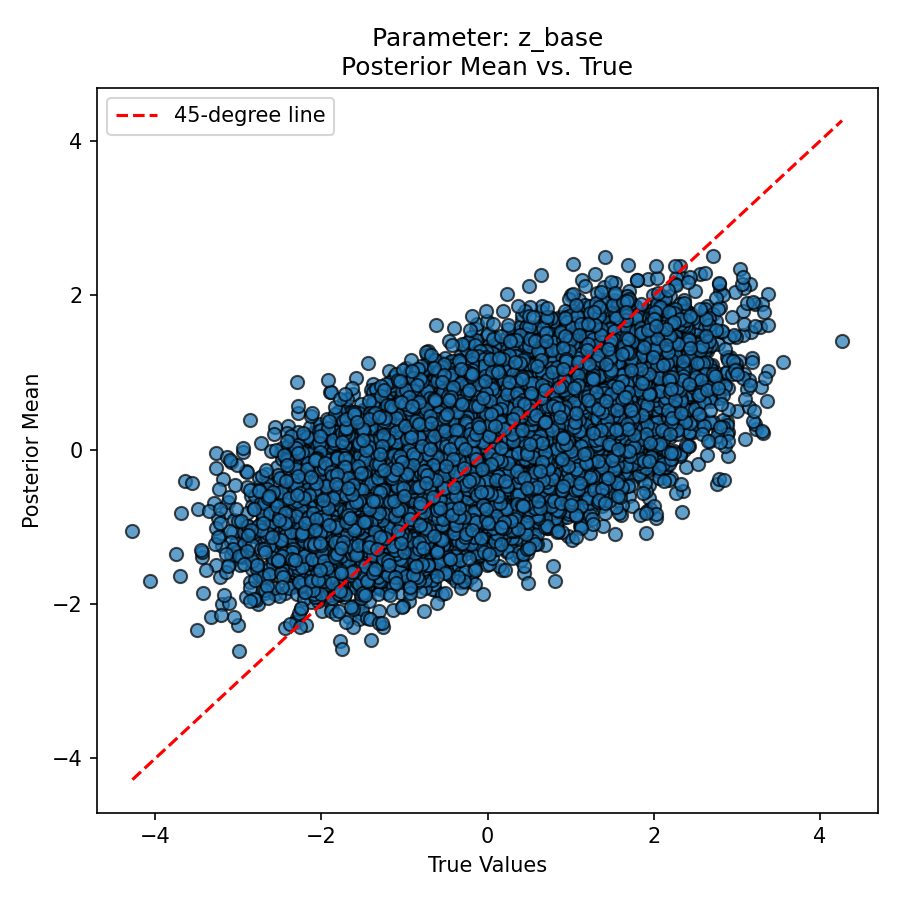 Parameter: z_base
Posterior Mean vs. True
45-degree line
Posterior Mean
4
2
0
−2
−4
−4
−2
0
2
4
True Values